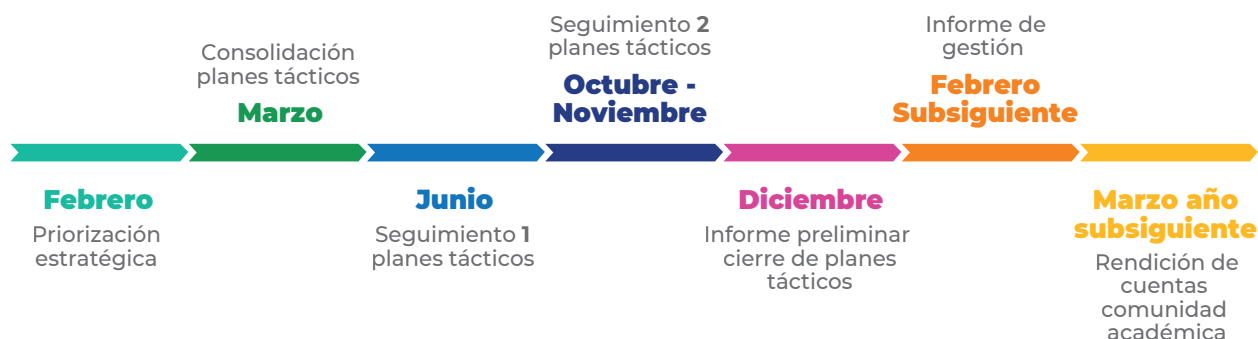 Febrero
Priorización
estratégica
Consolidación
planes tácticos
Marzo
Junio
Seguimiento 1
planes tácticos
Seguimiento 2
planes tácticos
Octubre -
Noviembre
Diciembre
Informe preliminar
cierre de planes
tácticos
Informe de
gestión
Febrero
Subsiguiente
Marzo año
subsiguiente
Rendición de
cuentas
comunidad
académica